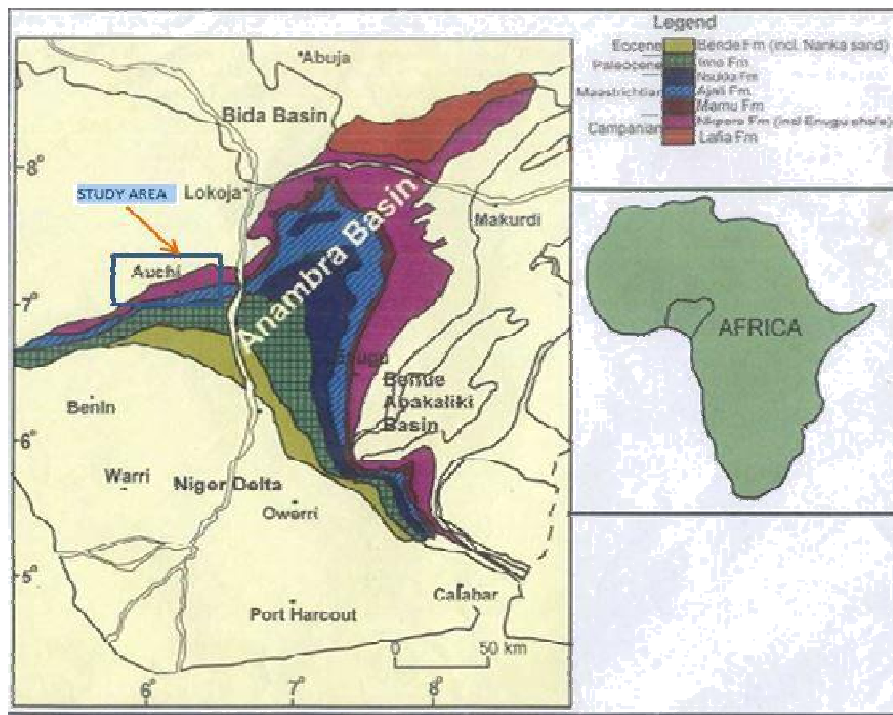 Legend
Eocene
Bende Fm (incl. Nanka sand)
Paleocene
Imo Fm
Nsukka Fm
Maastrichtian
Ajali Fm.
Mamu Fm
Campanian
Nkporo Fm (incl Enugu shale)
Lafia Fm
Abuja
Bida Basin
8°
STUDY AREA
Lokoja
Makurdi
Auchi
Anambra Basin
7°
AFRICA
Enugu
Benue
Abakaliki
Basin
Benin
6°
Warri
Niger Delta
Owerri
5°
Calabar
Port Harcout
0
50 km
6°
7°
8°